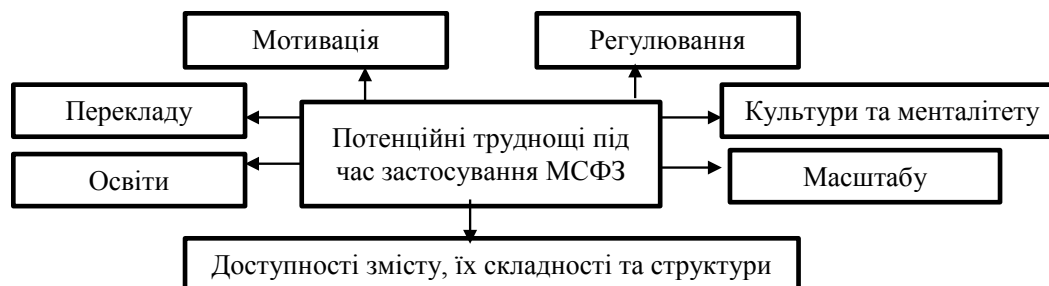 Мотивація
Регулювання
Перекладу
Культури та менталітету
Потенційні труднощі під
час застосування МСФЗ
Освіти
Масштабу
Доступності змісту, їх складності та структури